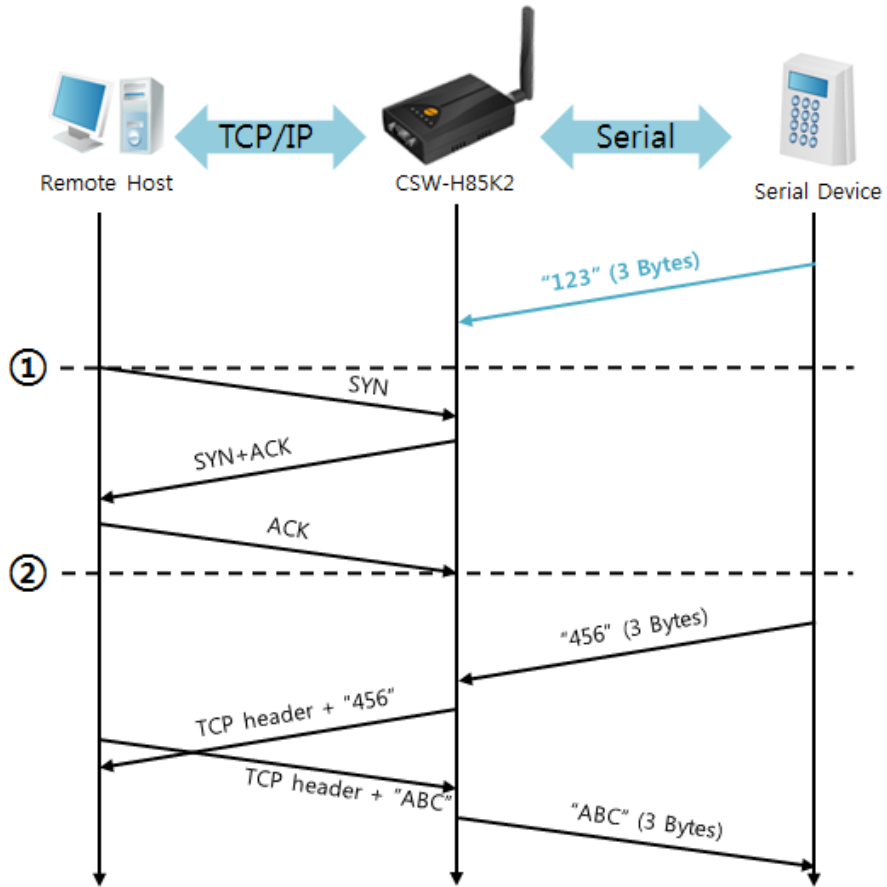 TCP/IP
Serial
Remote Host
CSW-H85K2
Serial Device
“123” (3 Bytes)
①
SYN
SYN+ACK
ACK
②
“456” (3 Bytes)
TCP header + “456”
TCP header + “ABC”
“ABC” (3 Bytes)